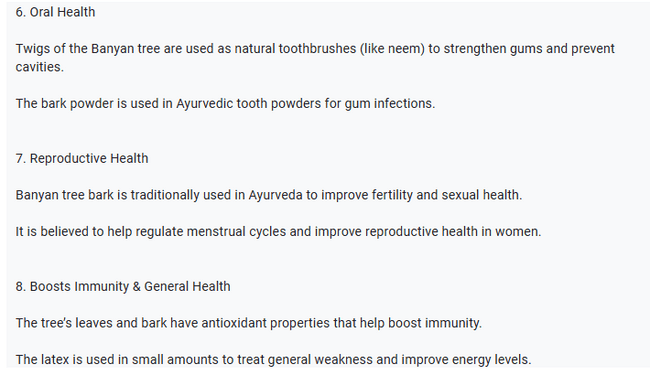 6. Oral Health
Twigs of the Banyan tree are used as natural toothbrushes (like neem) to strengthen gums and prevent
cavities.
The bark powder is used in Ayurvedic tooth powders for gum infections.
7. Reproductive Health
Banyan tree bark is traditionally used in Ayurveda to improve fertility and sexual health.
It is believed to help regulate menstrual cycles and improve reproductive health in women.
8. Boosts Immunity & General Health
The tree’s leaves and bark have antioxidant properties that help boost immunity.
The latex is used in small amounts to treat general weakness and improve energy levels.